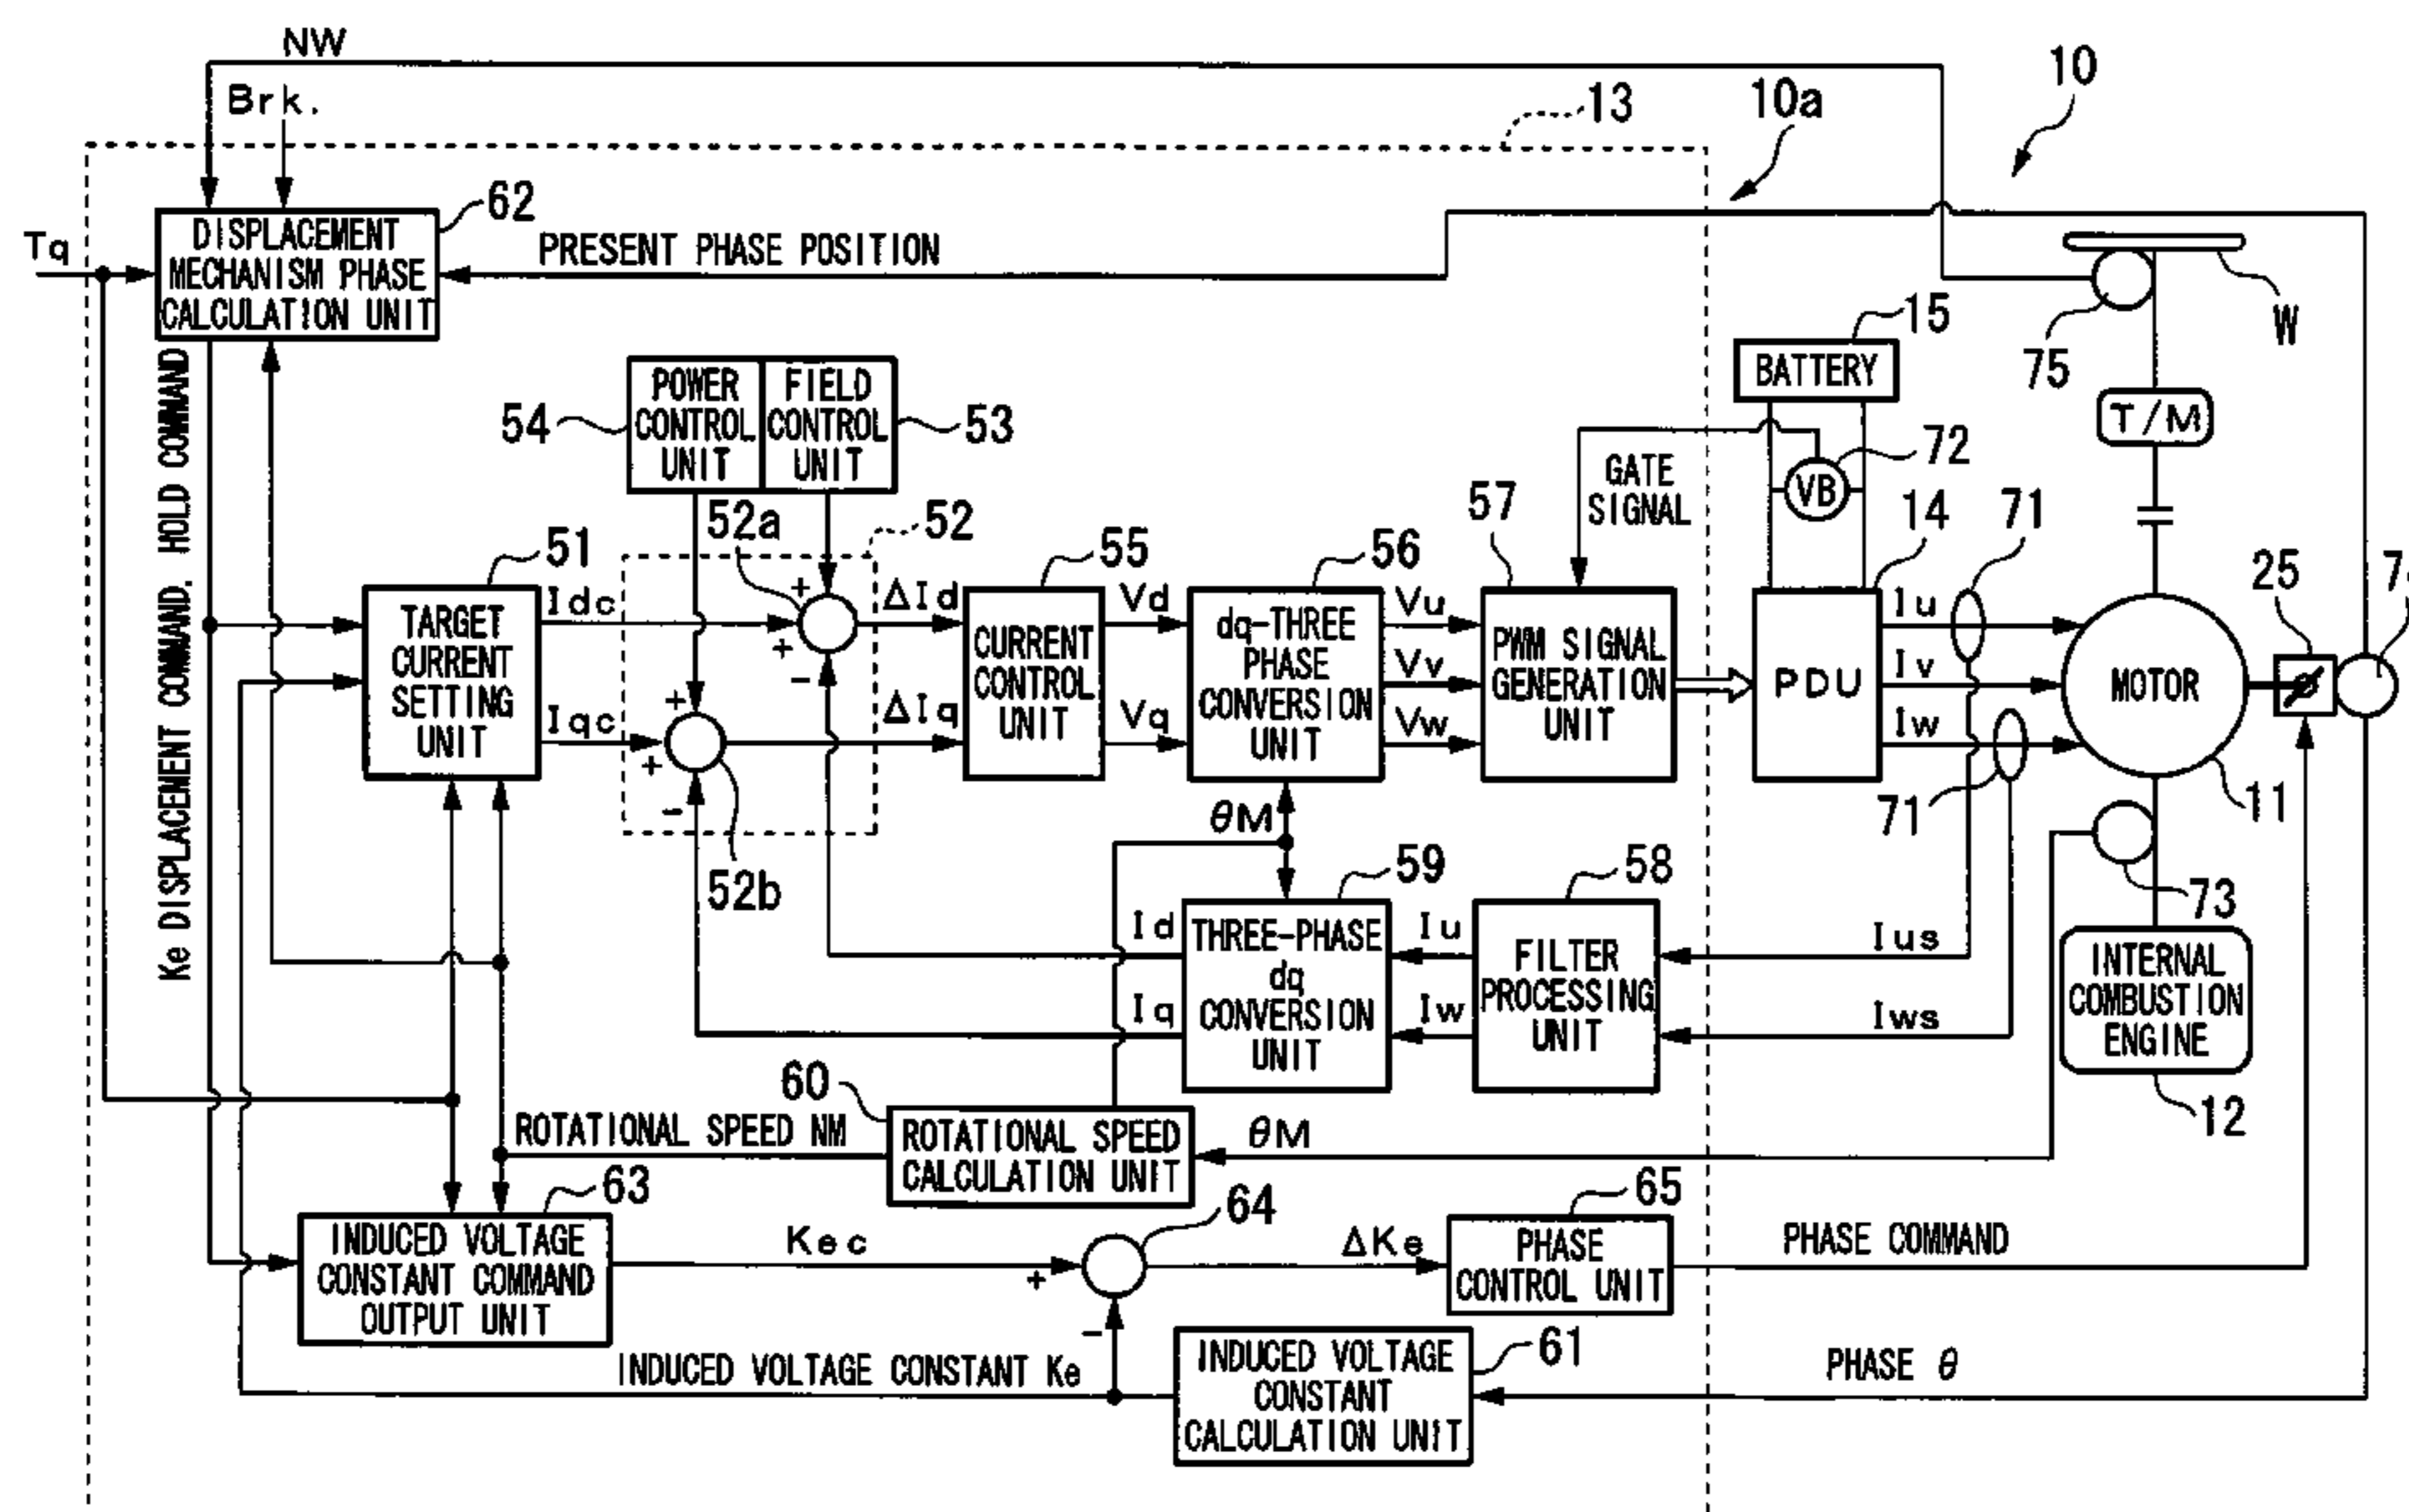 NW
Brk.
13
10a
10
62
DISPLACEMENT
MECHANISM PHASE
CALCULATION UNIT
Tq
PRESENT PHASE POSITION
W
75
15
BATTERY
T/M
POWER
CONTROL
UNIT
FIELD
CONTROL
UNIT
54
53
72
VB
GATE
SIGNAL
Ke DISPLACEMENT COMMAND, HOLD COMMAND
51
52a
52
55
56
57
14
71
25
TARGET
CURRENT
SETTING
UNIT
Idc
Iqc
+
+
-
+
+
-
ΔId
ΔIq
CURRENT
CONTROL
UNIT
Vd
Vq
dq-THREE
PHASE
CONVERSION
UNIT
Vu
Vv
Vw
PWM SIGNAL
GENERATION
UNIT
PDU
Iu
Iv
Iw
MOTOR
71
11
θM
52b
59
58
73
Id
Iq
THREE-PHASE
dq
CONVERSION
UNIT
Iu
Iw
FILTER
PROCESSING
UNIT
Ius
Iws
INTERNAL
COMBUSTION
ENGINE
12
60
ROTATIONAL SPEED NM
ROTATIONAL SPEED
CALCULATION UNIT
θM
63
64
65
INDUCED VOLTAGE
CONSTANT COMMAND
OUTPUT UNIT
Kec
+
-
ΔKe
PHASE
CONTROL UNIT
PHASE COMMAND
INDUCED VOLTAGE CONSTANT Ke
61
INDUCED VOLTAGE
CONSTANT
CALCULATION UNIT
PHASE θ